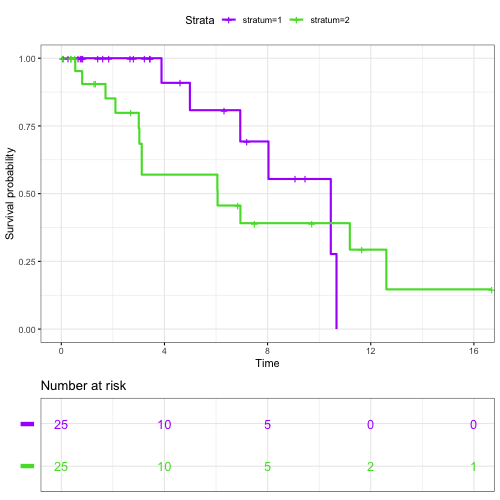 Strata stratum=1 stratum=2
1.00
0.75
0.50
0.25
0.00
Survival probability
0 4 8 12 16
Time
Number at risk
25 10 5 0 0
25 10 5 2 1